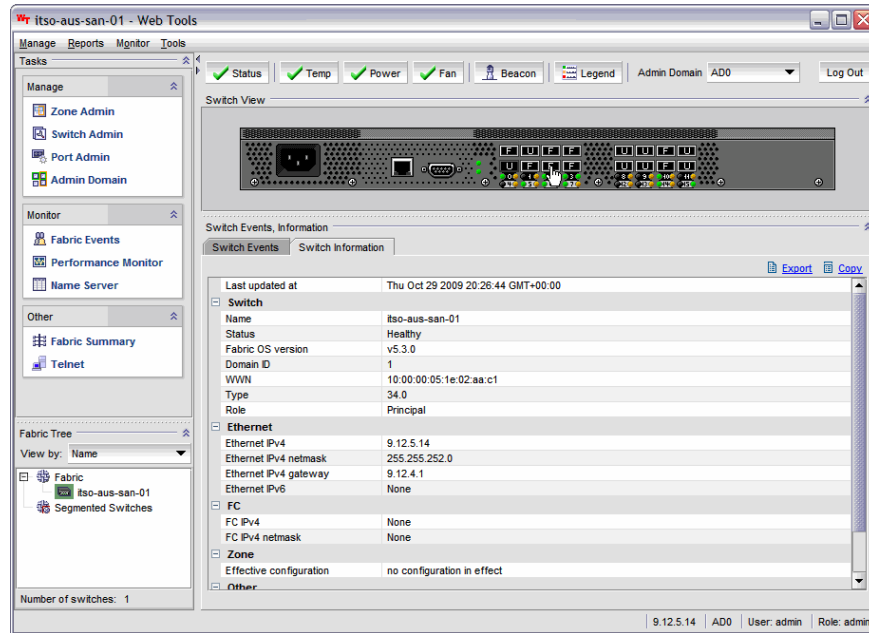 WT itso-aus-san-01 - Web Tools
Manage Reports Monitor Tools
Tasks
Manage
Zone Admin
Switch Admin
Port Admin
Admin Domain
Monitor
Fabric Events
Performance Monitor
Name Server
Other
Fabric Summary
Telnet
Fabric Tree
View by: Name
Fabric
itso-aus-san-01
Segmented Switches
Number of switches: 1
Status Temp Power Fan Beacon Legend Admin Domain AD0 Log Out
Switch View
F U F F U U F U
U F F F U U U U
Switch Events, Information
Switch Events Switch Information
Export Copy
Last updated at Thu Oct 29 2009 20:26:44 GMT+00:00
Switch
Name itso-aus-san-01
Status Healthy
Fabric OS version v5.3.0
Domain ID 1
WWN 10:00:00:05:1e:02:aa:c1
Type 34.0
Role Principal
Ethernet
Ethernet IPv4 9.12.5.14
Ethernet IPv4 netmask 255.255.252.0
Ethernet IPv4 gateway 9.12.4.1
Ethernet IPv6 None
FC
FC IPv4 None
FC IPv4 netmask None
Zone
Effective configuration no configuration in effect
Other
9.12.5.14 AD0 User: admin Role: admin